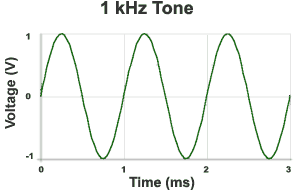 1 kHz Tone
Voltage (V)
1
0
-1
0 1 2 3
Time (ms)